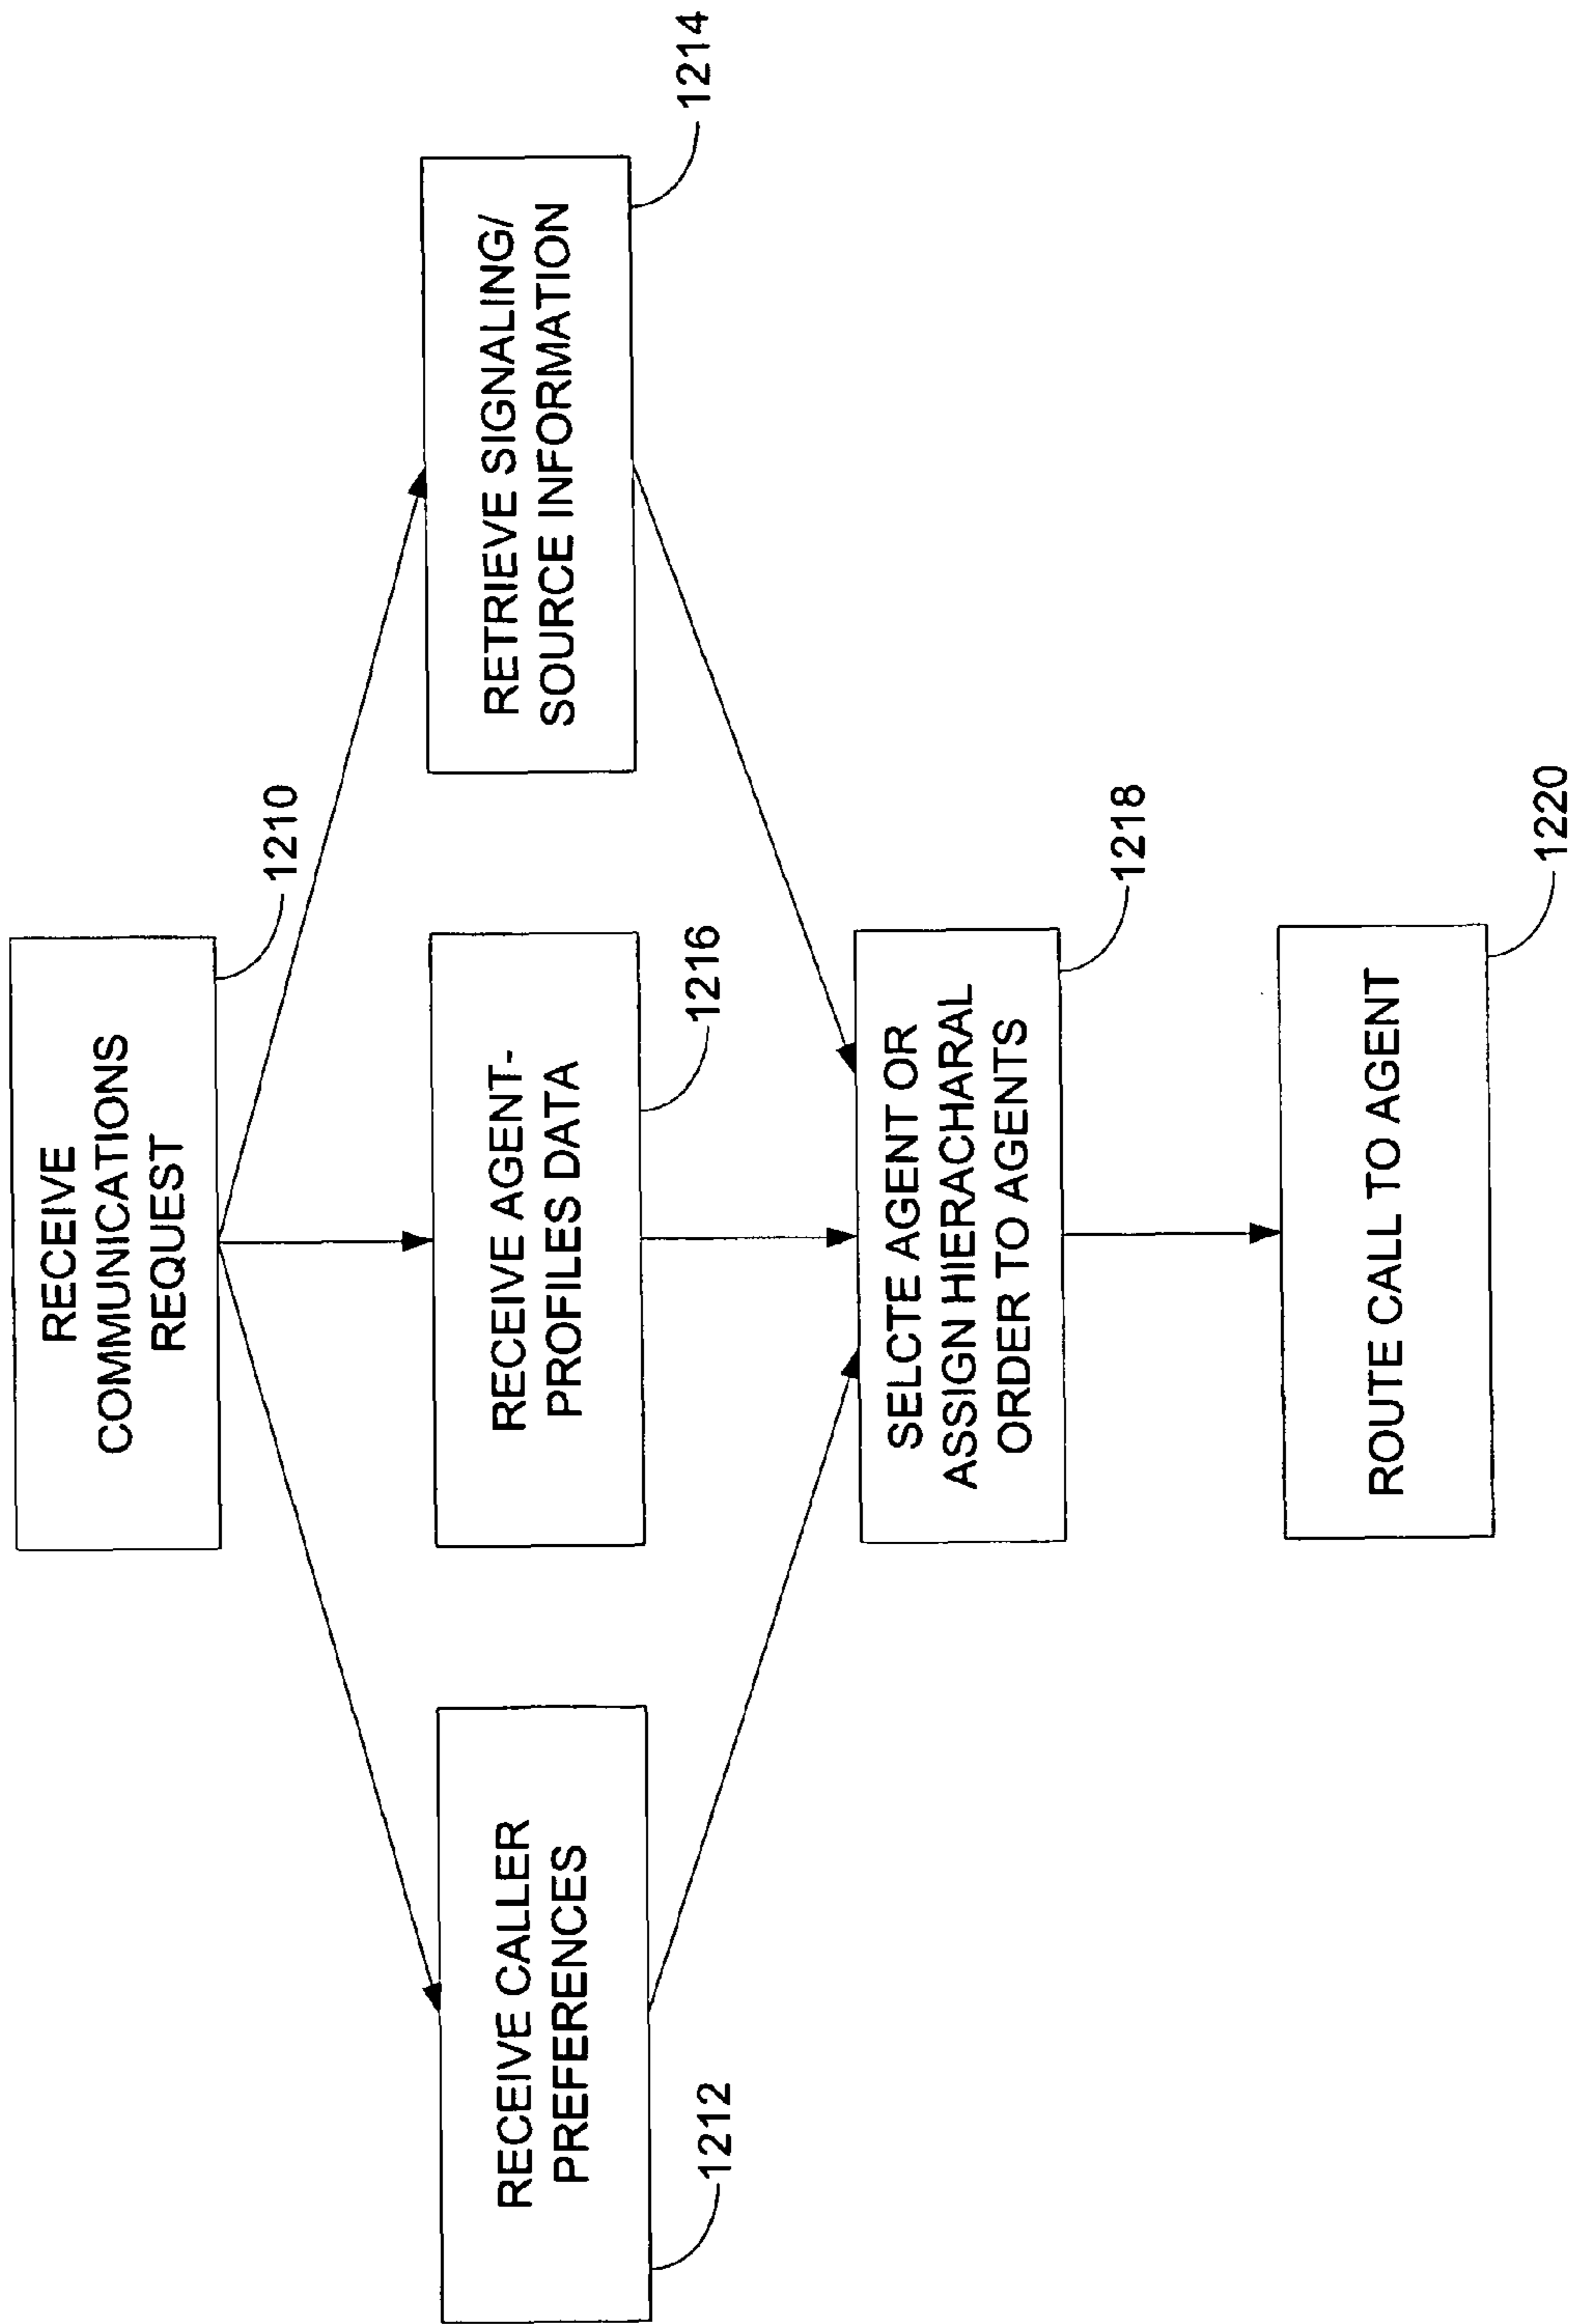 RECEIVE
COMMUNICATIONS
REQUEST
1210
RECEIVE CALLER
PREFERENCES
1212
RECEIVE AGENT-
PROFILES DATA
1216
RETRIEVE SIGNALING/
SOURCE INFORMATION
1214
SELCTE AGENT OR
ASSIGN HIERACHARAL
ORDER TO AGENTS
1218
ROUTE CALL TO AGENT
1220